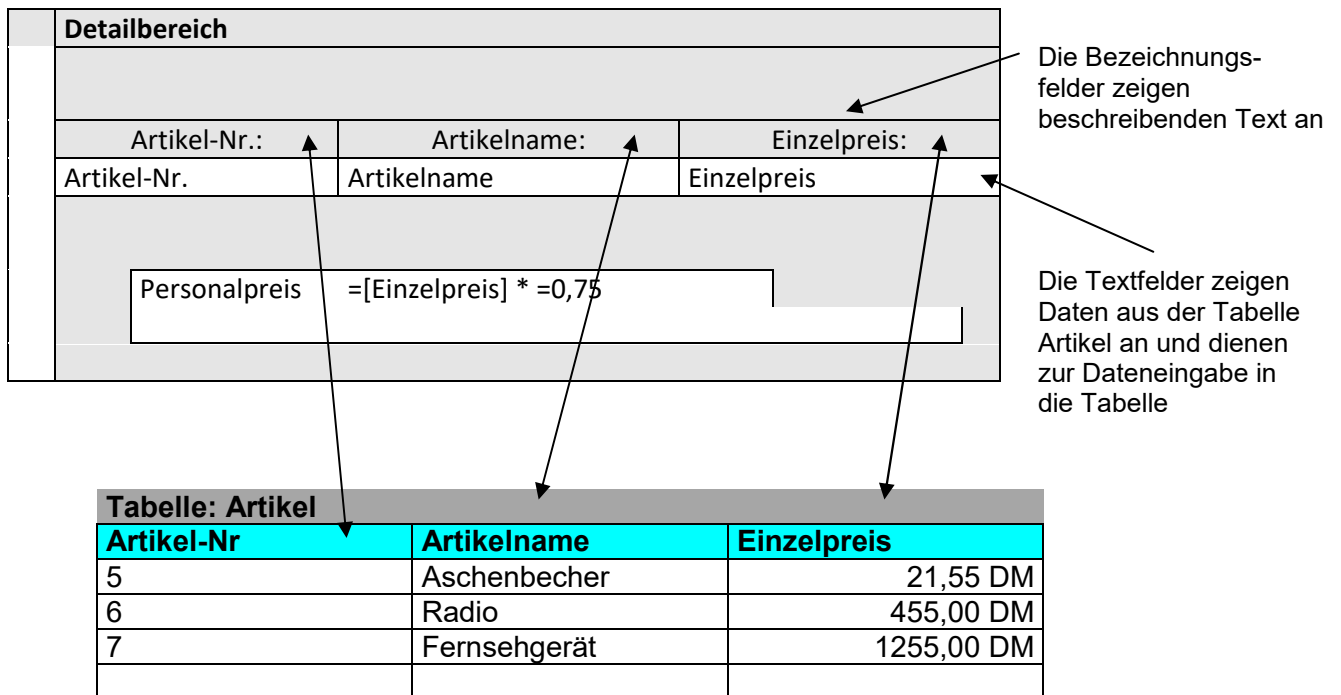 Detailbereich
Die Bezeichnungs-
felder zeigen
beschreibenden Text an
Artikel-Nr.: Artikelname: Einzelpreis:
Artikel-Nr. Artikelname Einzelpreis
Personalpreis =[Einzelpreis] * =0,75
Die Textfelder zeigen
Daten aus der Tabelle
Artikel an und dienen
zur Dateneingabe in
die Tabelle
Tabelle: Artikel
Artikel-Nr Artikelname Einzelpreis
5 Aschenbecher 21,55 DM
6 Radio 455,00 DM
7 Fernsehgerät 1255,00 DM